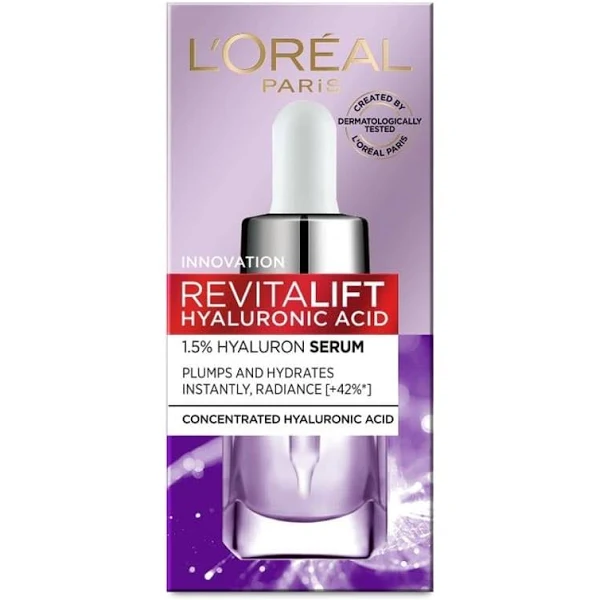 L'ORÉAL
PARiS
CREATED BY
DERMATOLOGICALLY
TESTED
L'ORÉAL PARIS
INNOVATION
REVITALIFT
HYALURONIC ACID
1.5% HYALURON SERUM
PLUMPS AND HYDRATES
INSTANTLY, RADIANCE [+42%*]
CONCENTRATED HYALURONIC ACID